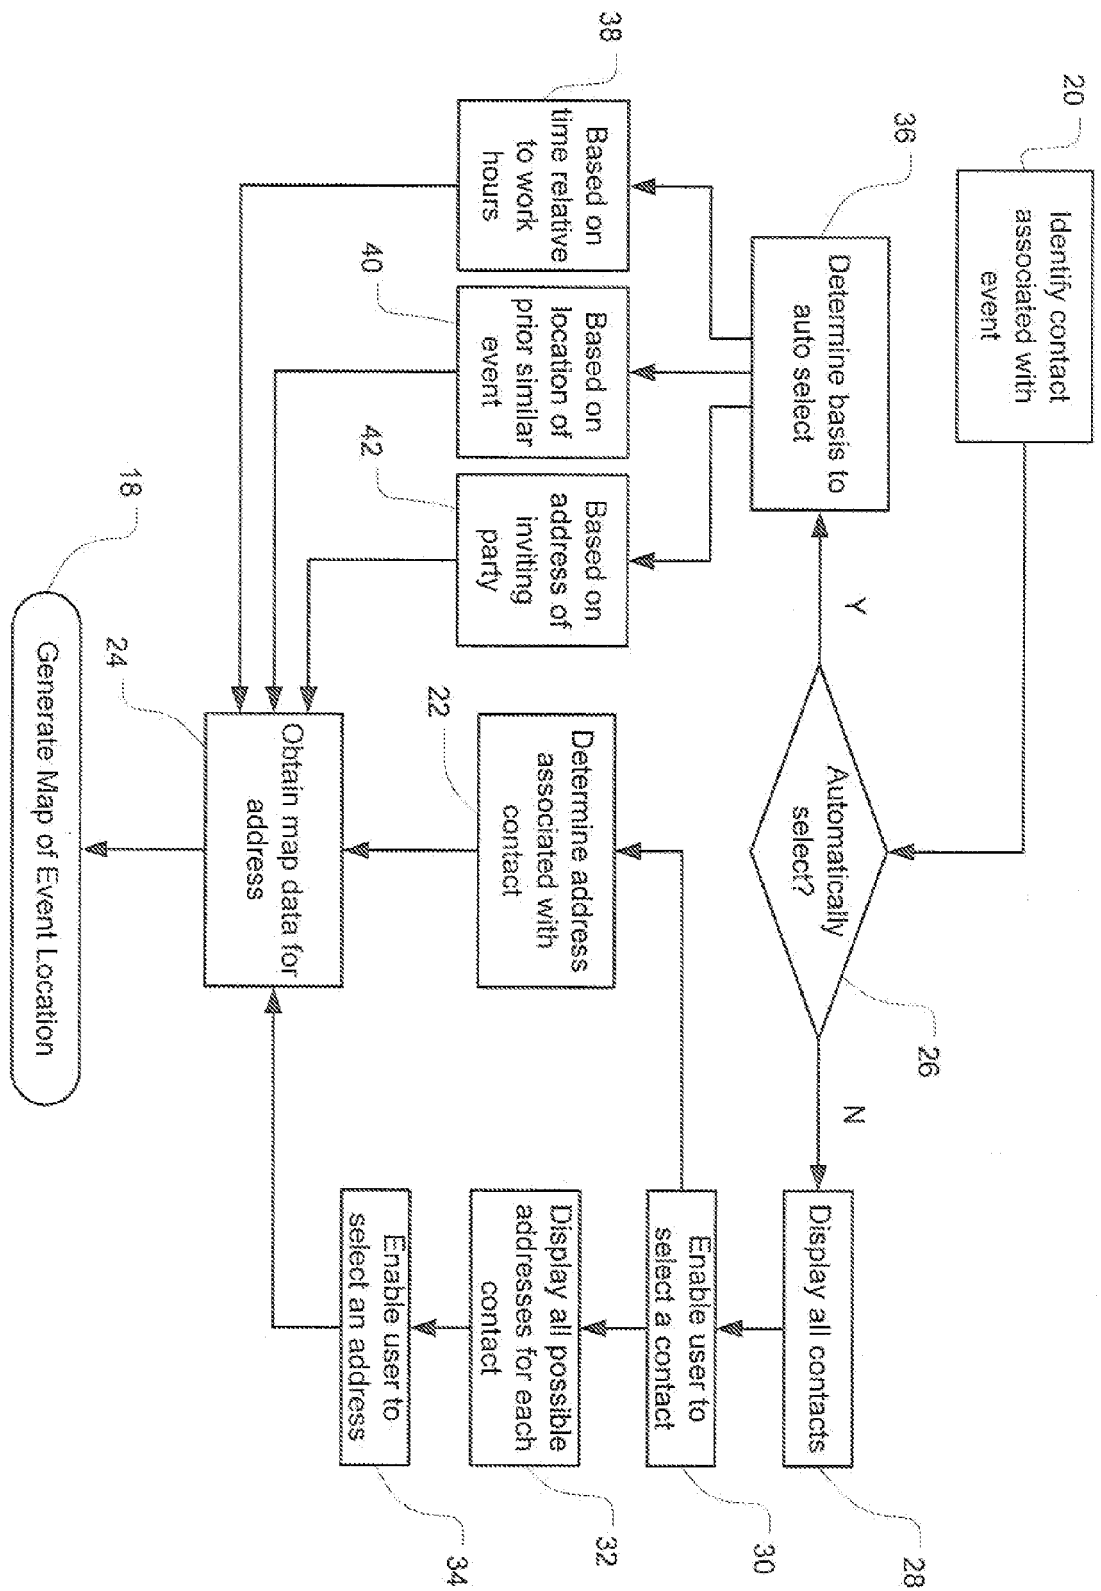 20
Identify contact
associated with
event
36
Determine basis to
auto select
Y
Automatically
select?
26
N
Display all contacts
28
38
Based on
time relative
to work
hours
40
Based on
location of
prior similar
event
42
Based on
address of
inviting
party
22
Determine address
associated with
contact
Enable user to
select a contact
30
Display all possible
addresses for each
contact
32
Enable user to
select an address
34
24
Obtain map data for
address
18
Generate Map of Event Location